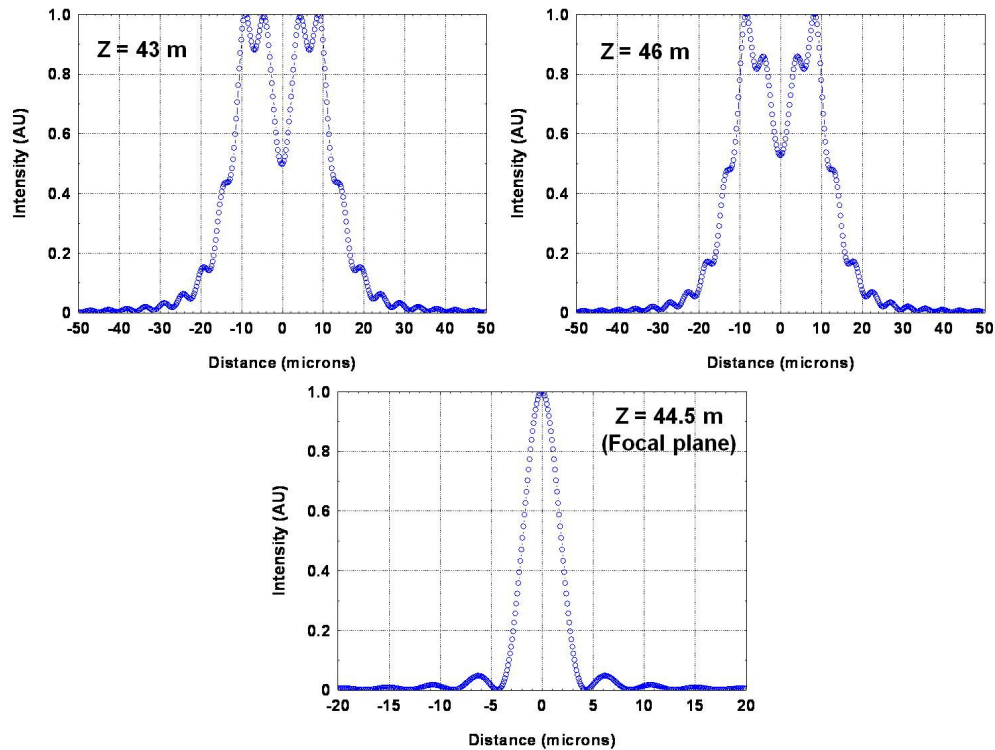 Z = 43 m
Intensity (AU)
1.0
0.8
0.6
0.4
0.2
0
-50 -40 -30 -20 -10 0 10 20 30 40 50
Distance (microns)
Z = 46 m
Intensity (AU)
1.0
0.8
0.6
0.4
0.2
0
-50 -40 -30 -20 -10 0 10 20 30 40 50
Distance (microns)
Z = 44.5 m
(Focal plane)
Intensity (AU)
1.0
0.8
0.6
0.4
0.2
0
-20 -15 -10 -5 0 5 10 15 20
Distance (microns)